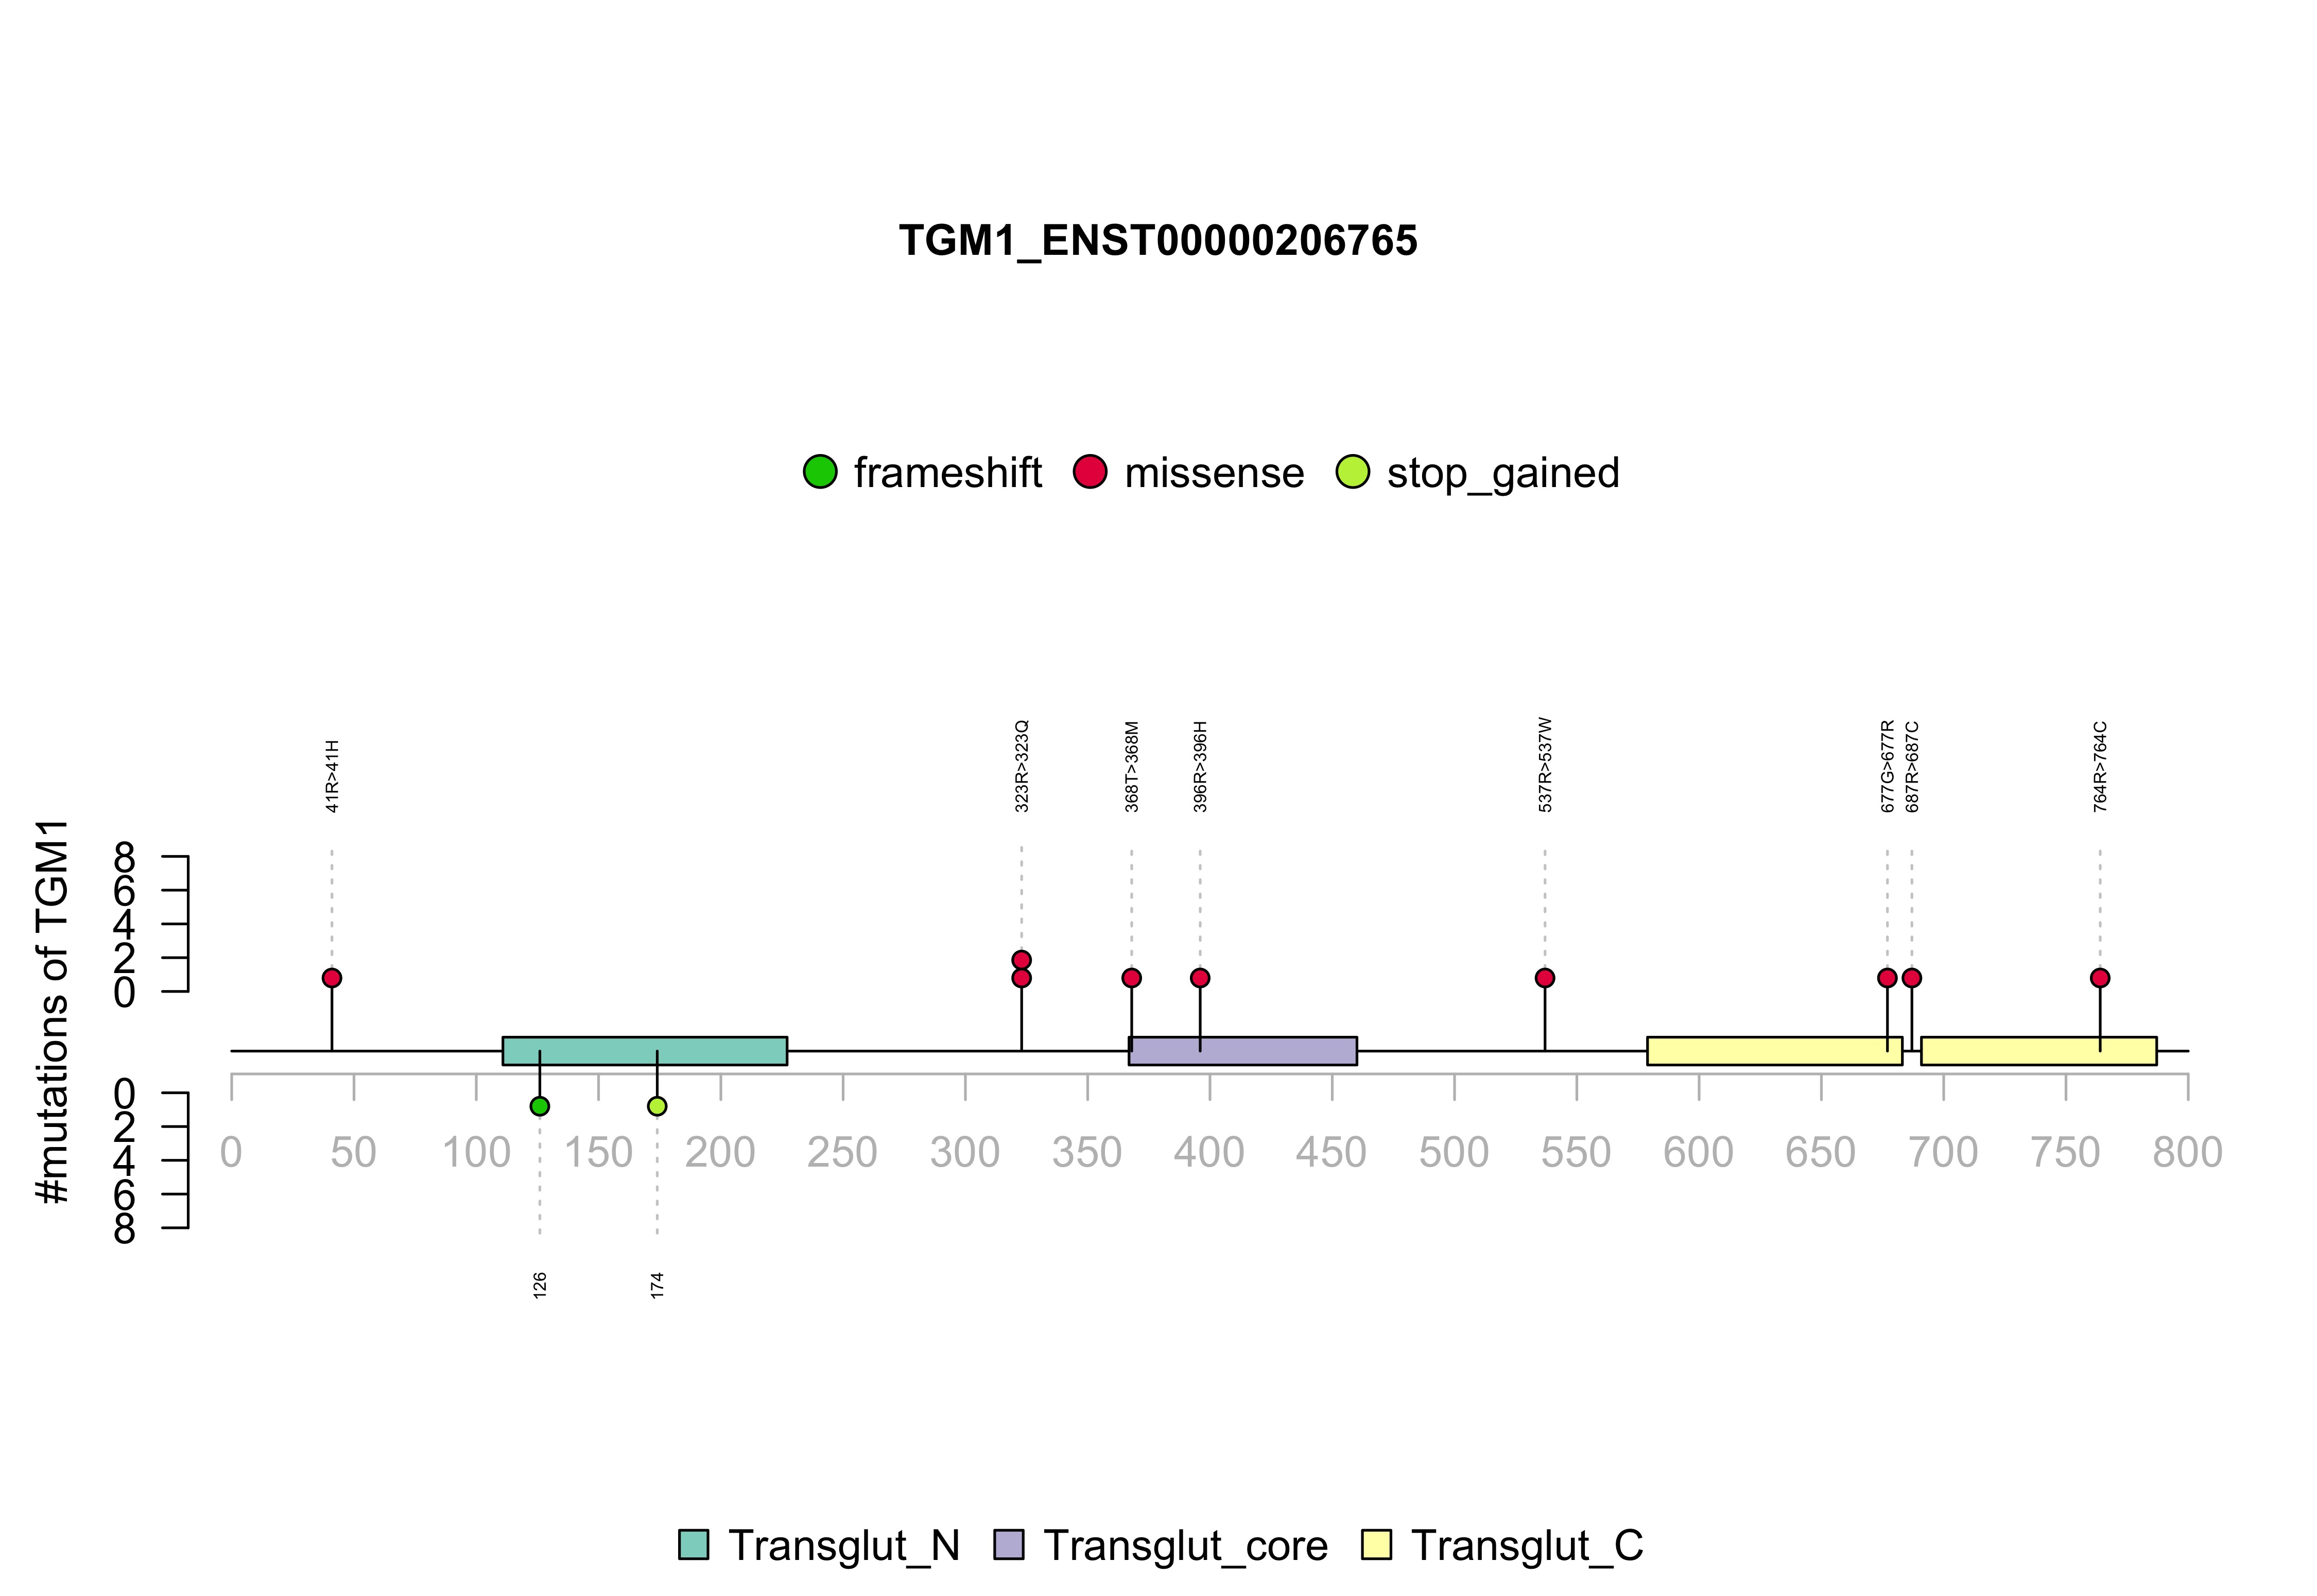 TGM1_ENST00000206765
frameshift missense stop_gained
41R>41H 323R>323Q 368T>368M 396R>396H 537R>537W 677G>677R 687R>687C 764R>764C
#mutations of TGM1
8
6
4
2
0
0
2
4
6
8
0 50 100 150 200 250 300 350 400 450 500 550 600 650 700 750 800
126 174
Transglut_N Transglut_core Transglut_C